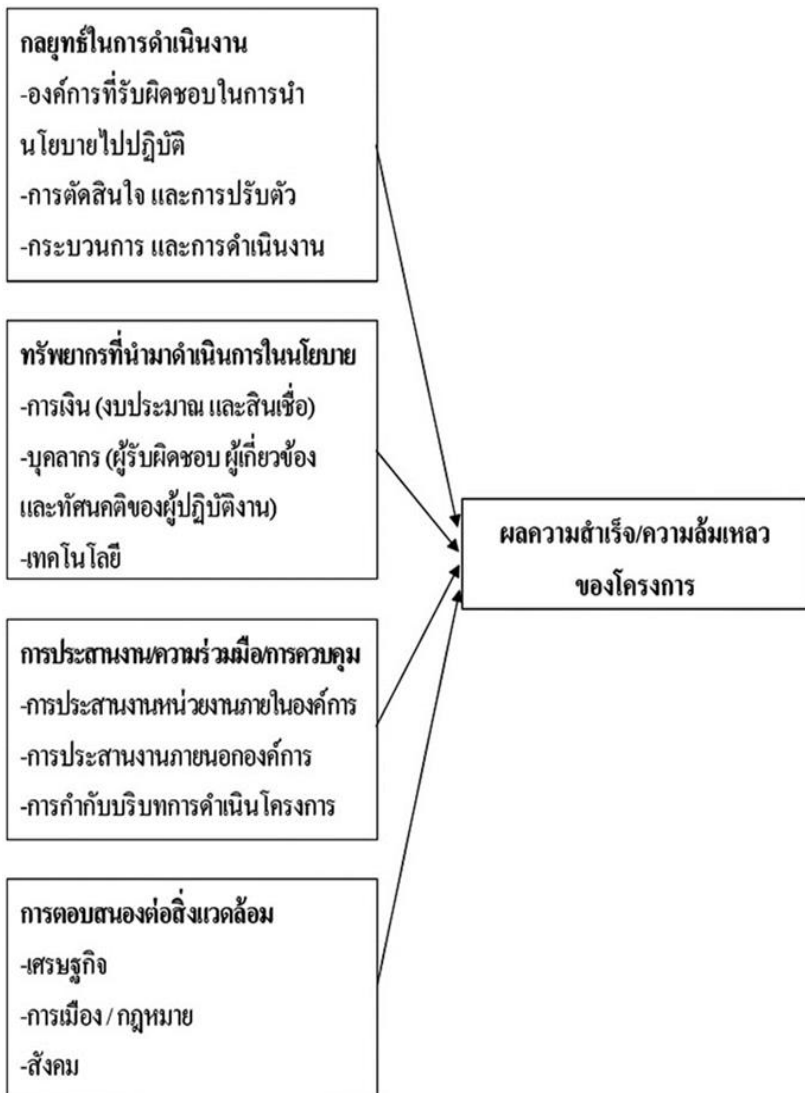 กลยุทธ์ในการดำเนินงาน
-องค์การที่รับผิดชอบในการนำ
นโยบายไปปฏิบัติ
-การตัดสินใจ และการปรับตัว
-กระบวนการ และการดำเนินงาน
ทรัพยากรที่นำมาดำเนินการในนโยบาย
-การเงิน (งบประมาณ และสินเชื่อ)
-บุคลากร (ผู้รับผิดชอบ ผู้เกี่ยวข้อง
และทัศนคติของผู้ปฏิบัติงาน)
-เทคโนโลยี
การประสานงาน/ความร่วมมือ/การควบคุม
-การประสานงานหน่วยงานภายในองค์การ
-การประสานงานภายนอกองค์การ
-การกำกับบริบทการดำเนินโครงการ
การตอบสนองต่อสิ่งแวดล้อม
-เศรษฐกิจ
-การเมือง / กฎหมาย
-สังคม
ผลความสำเร็จ/ความล้มเหลว
ของโครงการ